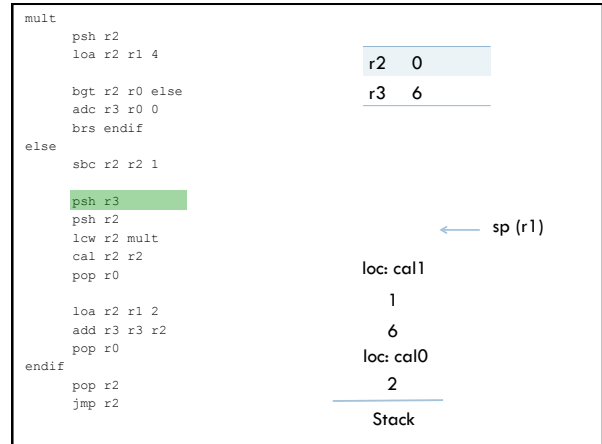 mult
psh r2
loa r2 r1 4
bgt r2 r0 else
adc r3 r0 0
brs endif
else
sbc r2 r2 1
psh r3
psh r2
lcw r2 mult
cal r2 r2
pop r0
loa r2 r1 2
add r3 r3 r2
pop r0
endif
pop r2
jmp r2
r2 0
r3 6
sp (r1)
loc: cal1
1
6
loc: cal0
2
Stack